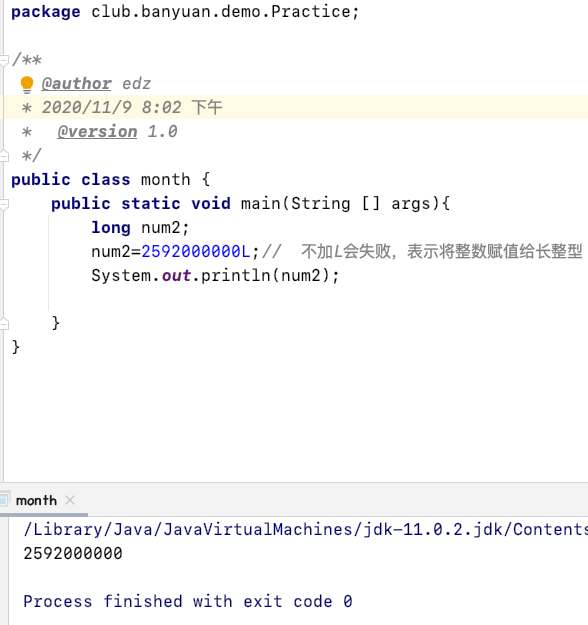 package club.banyuan.demo.Practice;
/**
@author edz
* 2020/11/9 8:02 下午
* @version 1.0
*/
public class month {
public static void main(String [] args){
long num2;
num2=2592000000L;// 不加L会失败，表示将整数赋值给长整型
System.out.println(num2);
}
}
month
/Library/Java/JavaVirtualMachines/jdk-11.0.2.jdk/Contents
2592000000
Process finished with exit code 0